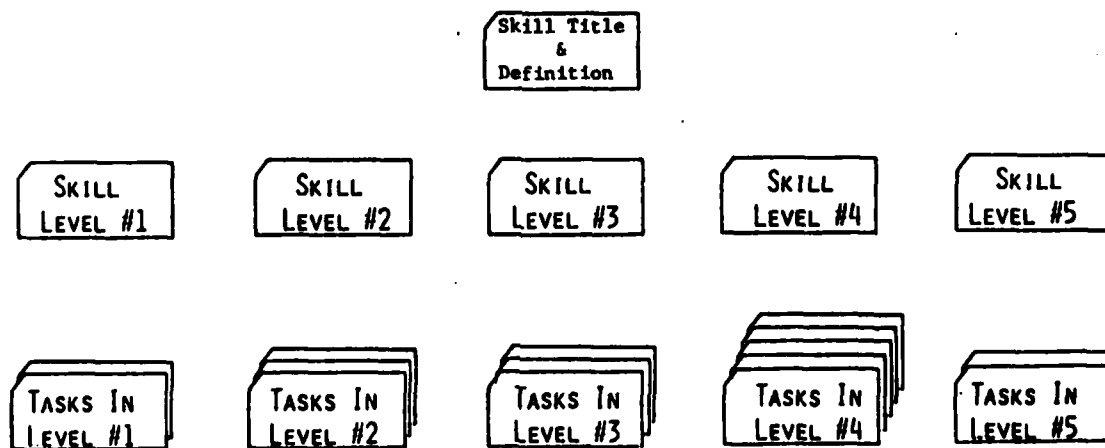 Skill Title
&
Definition
SKILL
LEVEL #1
SKILL
LEVEL #2
SKILL
LEVEL #3
SKILL
LEVEL #4
SKILL
LEVEL #5
TASKS IN
LEVEL #1
TASKS IN
LEVEL #2
TASKS IN
LEVEL #3
TASKS IN
LEVEL #4
TASKS IN
LEVEL #5